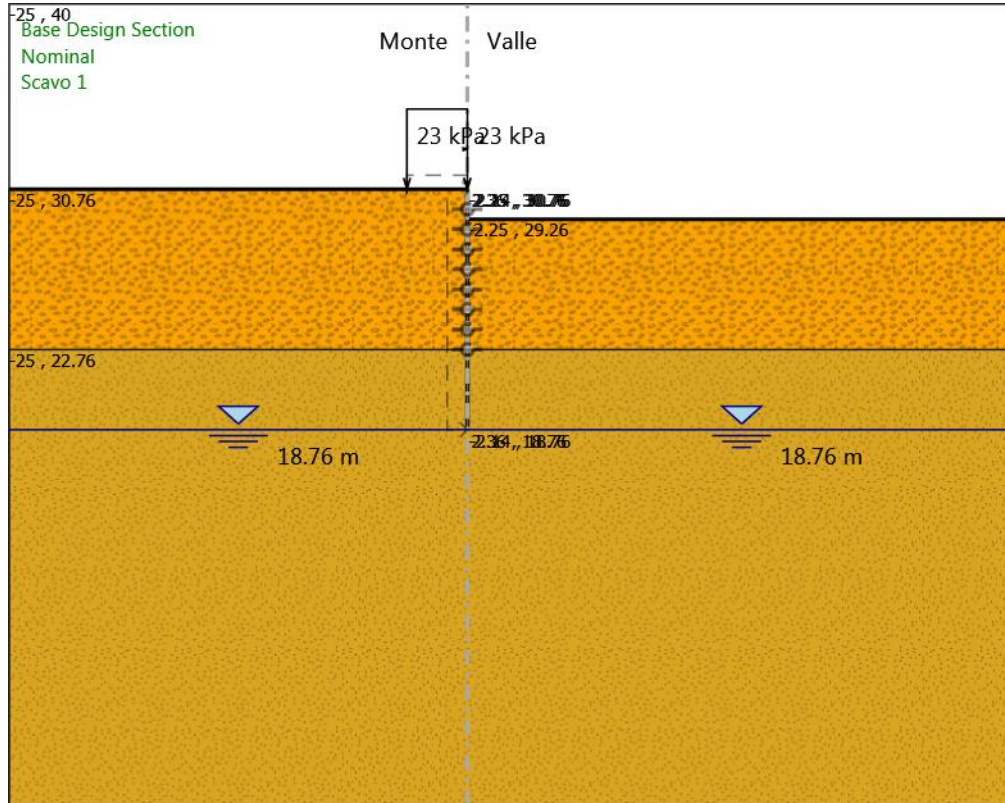 -25 , 40
Base Design Section
Nominal
Scavo 1
Monte
Valle
23 kPa
23 kPa
-25 , 30.76
-2.25 , 29.26
-25 , 22.76
18.76 m
18.76 m